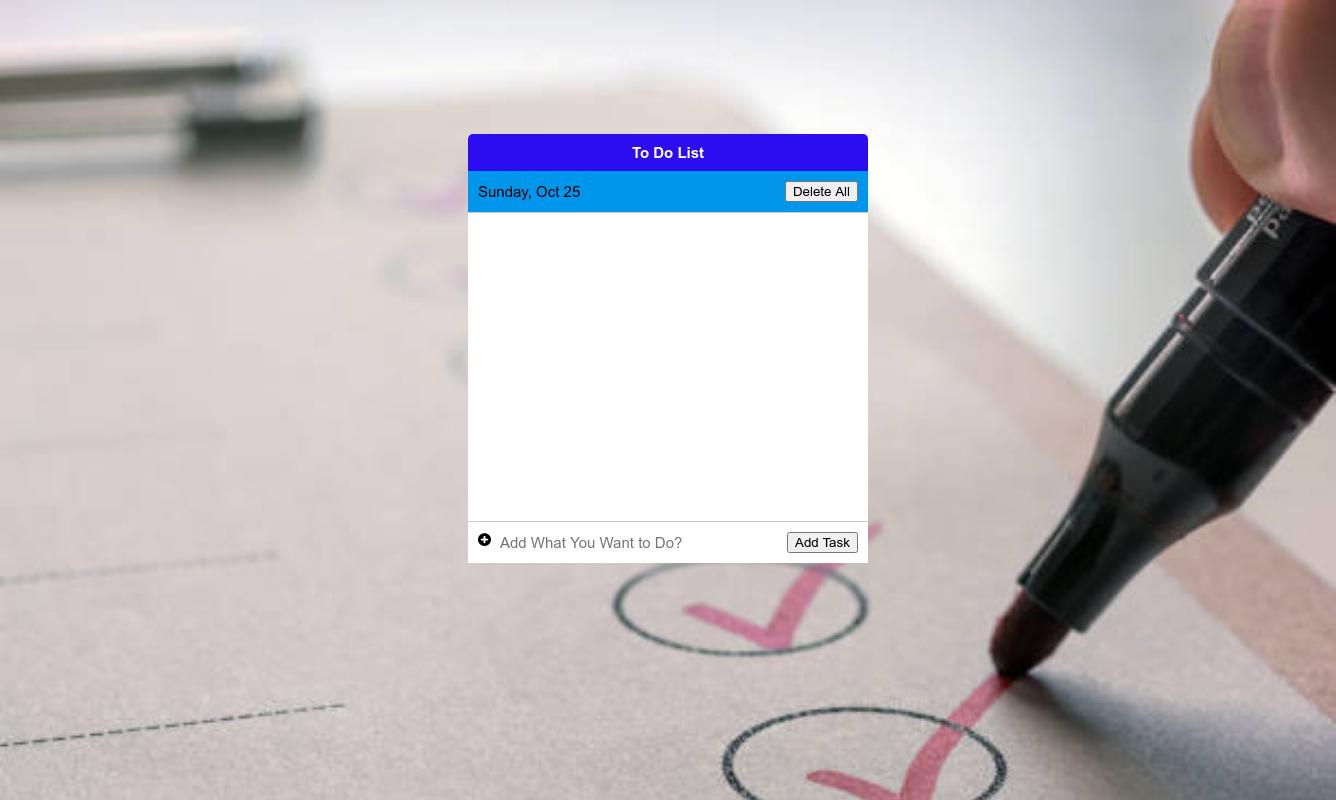 To Do List
Sunday, Oct 25
Delete All
Add What You Want to Do?
Add Task